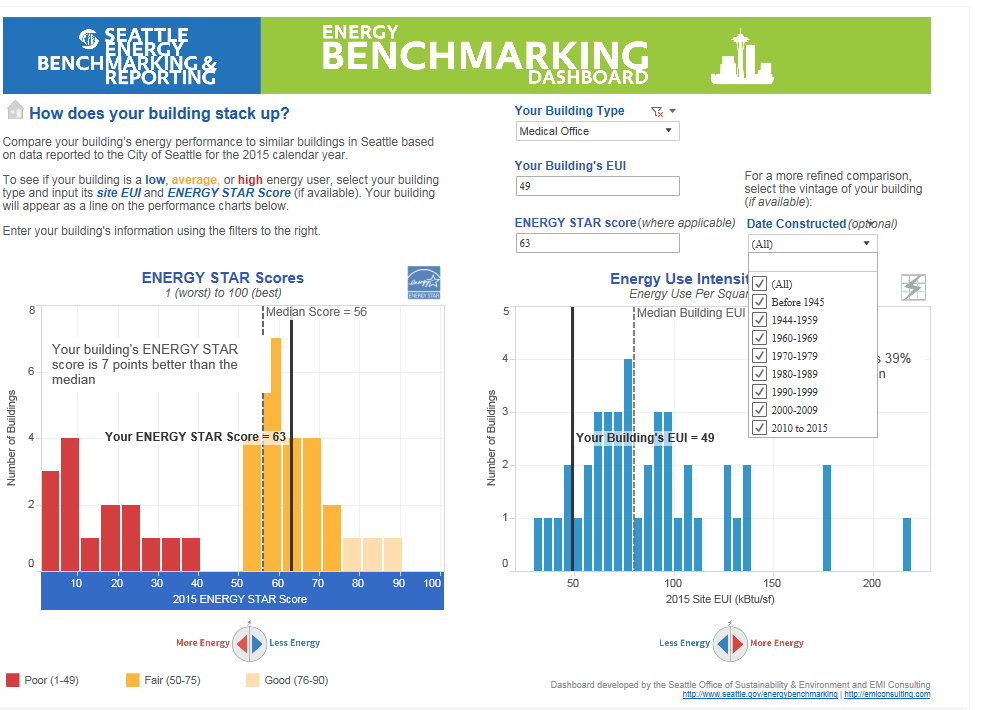 SEATTLE
ENERGY
BENCHMARKING &
REPORTING
ENERGY
BENCHMARKING
DASHBOARD
How does your building stack up?
Compare your building's energy performance to similar buildings in Seattle based
on data reported to the City of Seattle for the 2015 calendar year.
To see if your building is a low, average, or high energy user, select your building
type and input its site EUI and ENERGY STAR Score (if available). Your building
will appear as a line on the performance charts below.
Enter your building's information using the filters to the right.
Your Building Type
Medical Office
Your Building's EUI
49
ENERGY STAR score (where applicable)
63
For a more refined comparison,
select the vintage of your building
(if available):
Date Constructed (optional)
(All)
(All)
Before 1945
1944-1959
1960-1969
1970-1979
1980-1989
1990-1999
2000-2009
2010 to 2015
ENERGY STAR Scores
1 (worst) to 100 (best)
ENERGY STAR
Median Score = 56
Your building's ENERGY STAR
score is 7 points better than the
median
Your ENERGY STAR Score = 63
Number of Buildings
8
6
4
2
0
10 20 30 40 50 60 70 80 90 100
2015 ENERGY STAR Score
More Energy
Less Energy
Poor (1-49)
Fair (50-75)
Good (76-90)
Energy Use Intensit
Energy Use Per Squar
Median Building EUI
39%
Your Building's EUI = 49
Number of Buildings
5
4
3
2
1
0
50 100 150 200
2015 Site EUI (kBtu/sf)
Less Energy
More Energy
Dashboard developed by the Seattle Office of Sustainability & Environment and EMI Consulting
http://www.seattle.gov/energybenchmarking | http://emiconsulting.com